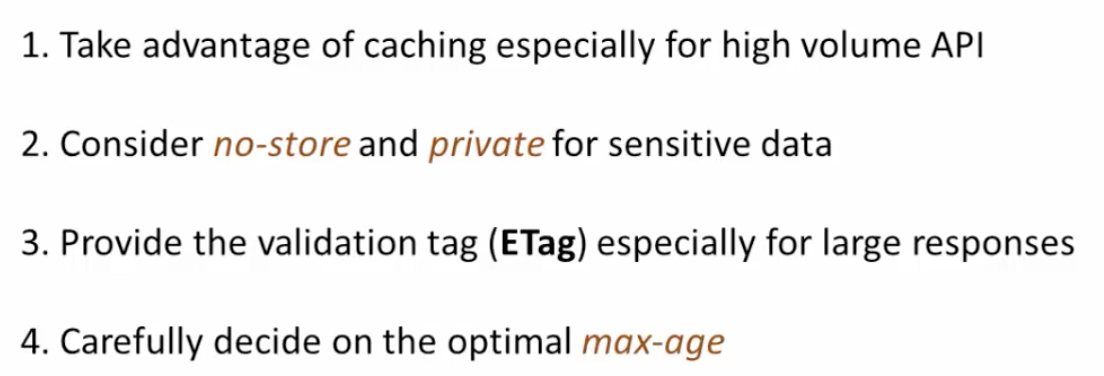 1. Take advantage of caching especially for high volume API
2. Consider no-store and private for sensitive data
3. Provide the validation tag (ETag) especially for large responses
4. Carefully decide on the optimal max-age